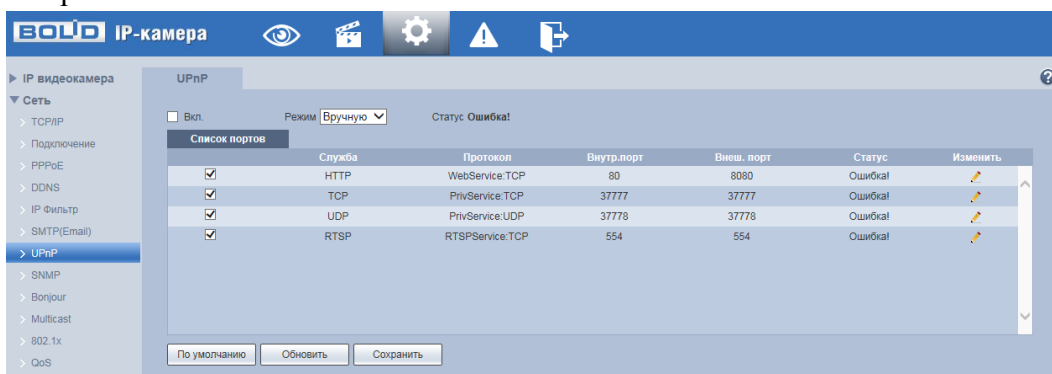 BOLID IP-камера
IP видеокамера
Сеть
TCP/IP
Подключение
PPPoE
DDNS
IP Фильтр
SMTP(Email)
UPnP
SNMP
Bonjour
Multicast
802.1x
QoS
UPnP
?
Вкл. Режим Вручную Статус Ошибка!
Список портов
Служба Протокол Внутр.порт Внеш. порт Статус Изменить
HTTP WebService:TCP 80 8080 Ошибка!
TCP PrivService:TCP 37777 37777 Ошибка!
UDP PrivService:UDP 37778 37778 Ошибка!
RTSP RTSPService:TCP 554 554 Ошибка!
По умолчанию Обновить Сохранить